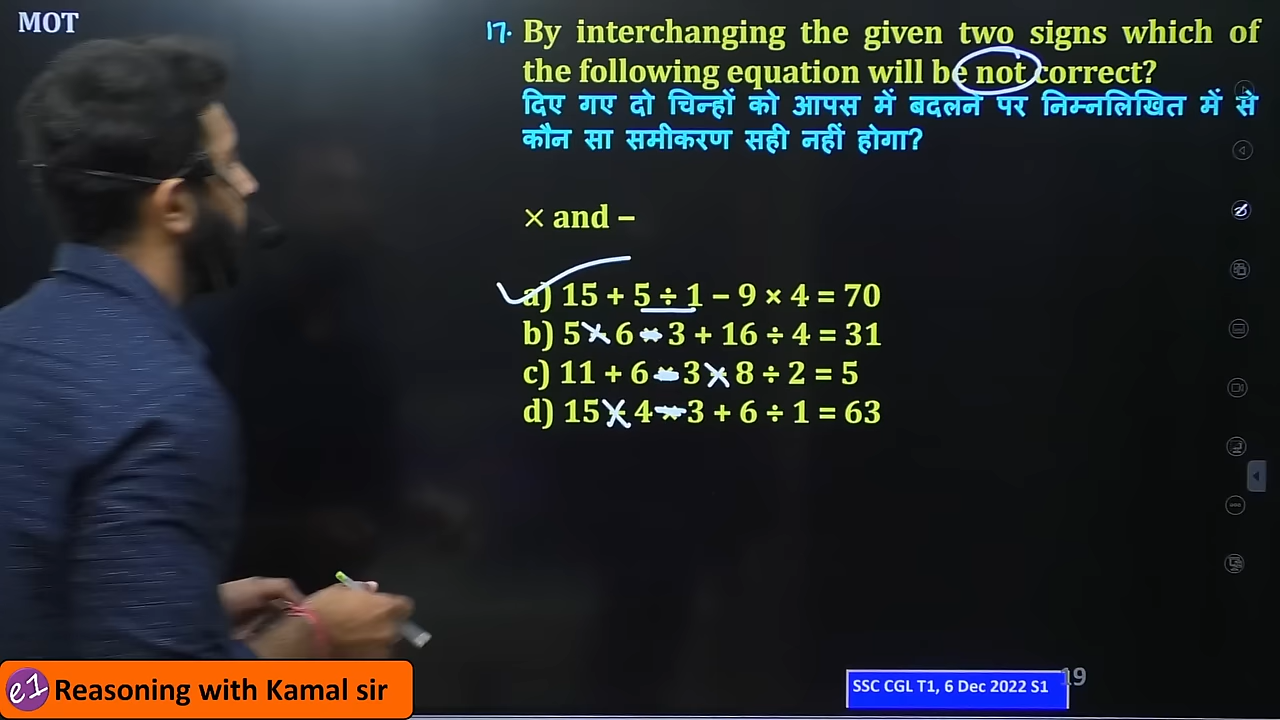 MOT
17. By interchanging the given two signs which of
the following equation will be not correct?
दिए गए दो चिन्हों को आपस में बदलने पर निम्नलिखित में से
कौन सा समीकरण सही नहीं होगा?
× and −
a) 15 + 5 ÷ 1 − 9 × 4 = 70
b) 5 × 6 − 3 + 16 ÷ 4 = 31
c) 11 + 6 − 3 × 8 ÷ 2 = 5
d) 15 × 4 − 3 + 6 ÷ 1 = 63
19
SSC CGL T1, 6 Dec 2022 S1
e1 Reasoning with Kamal sir